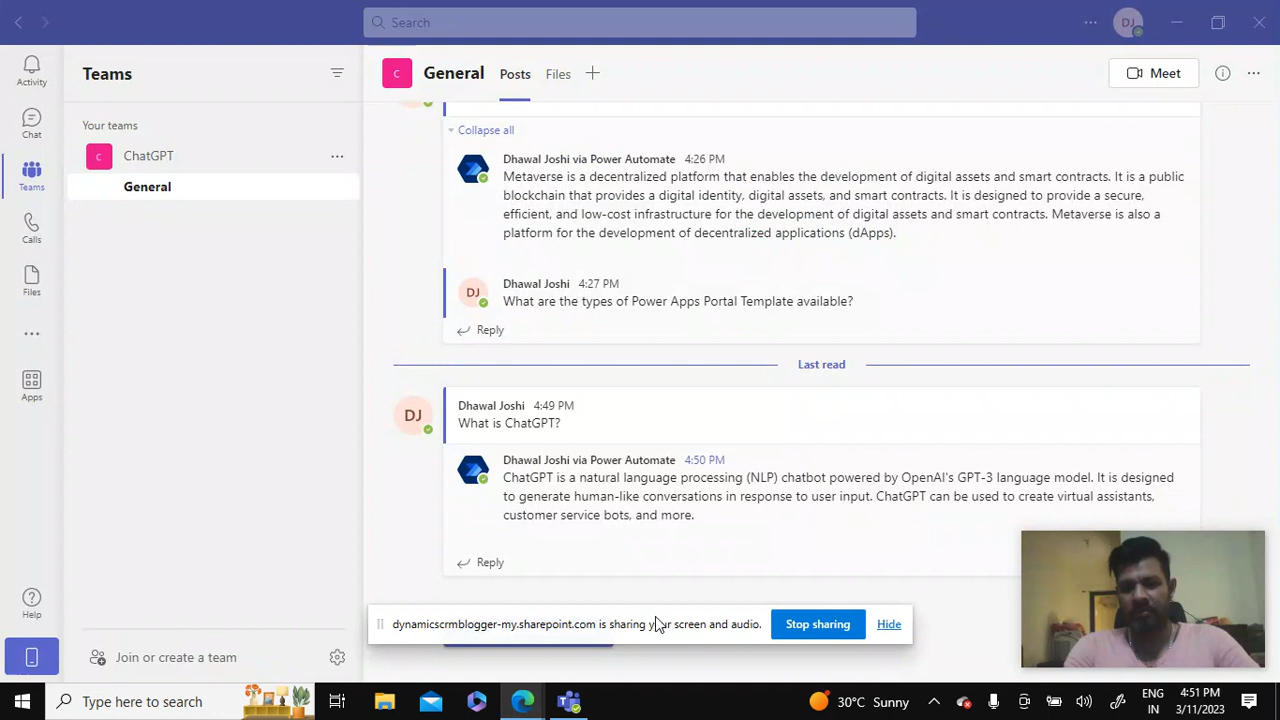 Search
DJ
Activity
Chat
Teams
Calls
Files
Apps
Help
Teams
Your teams
C
ChatGPT
General
Join or create a team
C
General
Posts
Files
Meet
Collapse all
Dhawal Joshi via Power Automate 4:26 PM
Metaverse is a decentralized platform that enables the development of digital assets and smart contracts. It is a public
blockchain that provides a digital identity, digital assets, and smart contracts. It is designed to provide a secure,
efficient, and low-cost infrastructure for the development of digital assets and smart contracts. Metaverse is also a
platform for the development of decentralized applications (dApps).
DJ
Dhawal Joshi 4:27 PM
What are the types of Power Apps Portal Template available?
Reply
Last read
DJ
Dhawal Joshi 4:49 PM
What is ChatGPT?
Dhawal Joshi via Power Automate 4:50 PM
ChatGPT is a natural language processing (NLP) chatbot powered by OpenAI's GPT-3 language model. It is designed
to generate human-like conversations in response to user input. ChatGPT can be used to create virtual assistants,
customer service bots, and more.
Reply
dynamicscrmblogger-my.sharepoint.com is sharing your screen and audio.
Stop sharing
Hide
Type here to search
30°C Sunny
ENG
IN
4:51 PM
3/11/2023